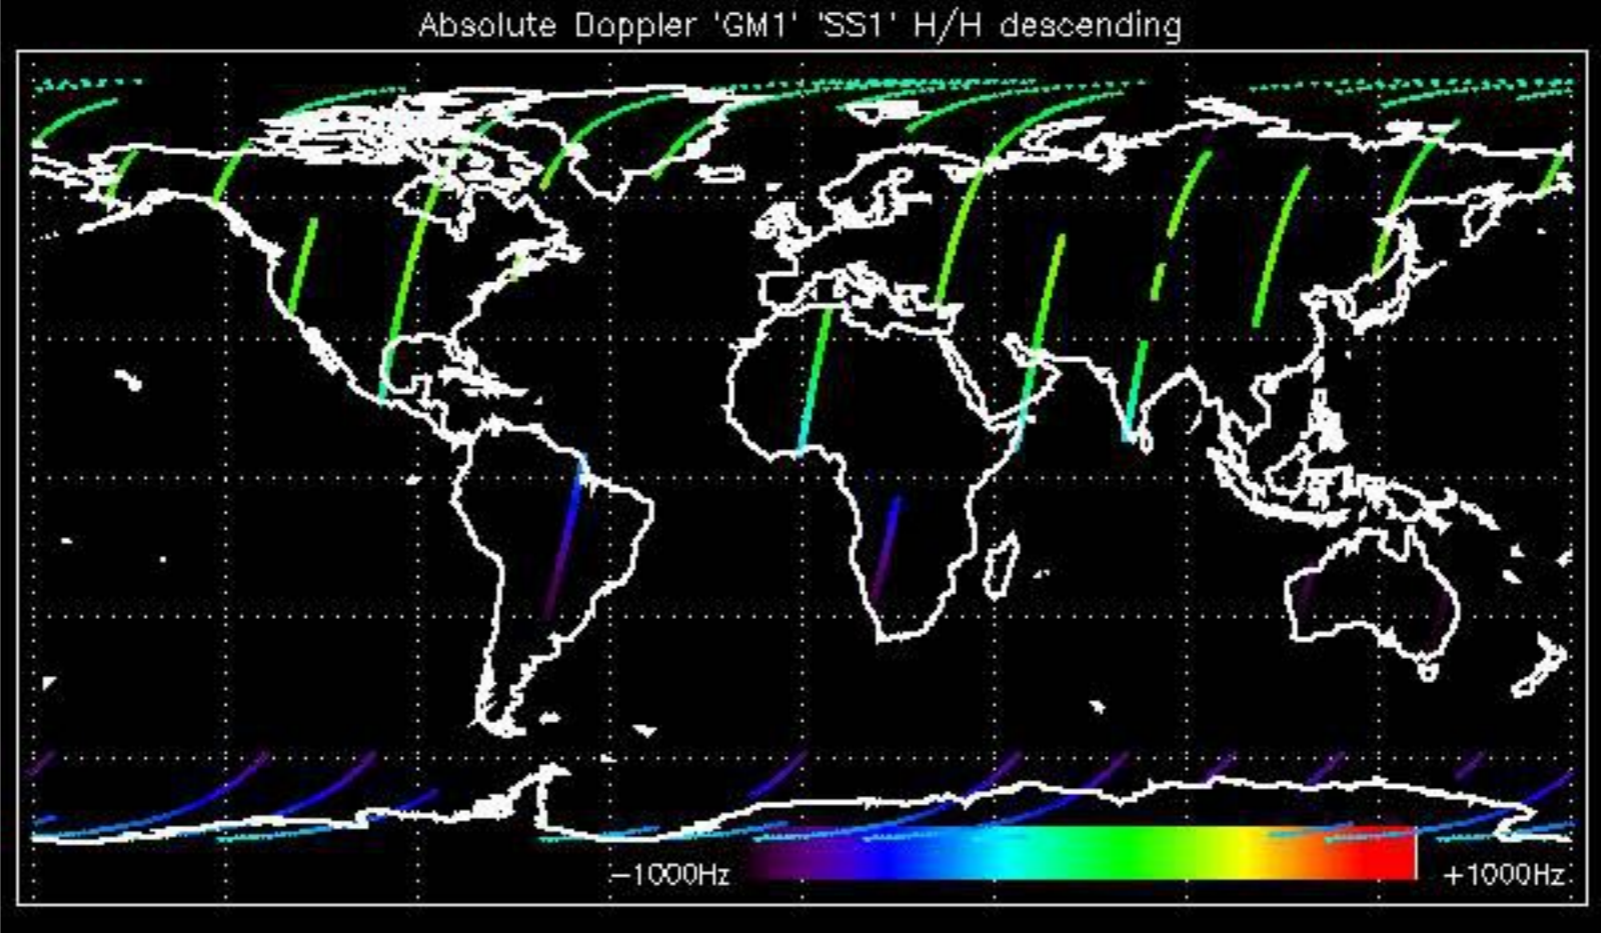 Absolute Doppler 'GM1' 'SS1' H/H descending
−1000Hz +1000Hz